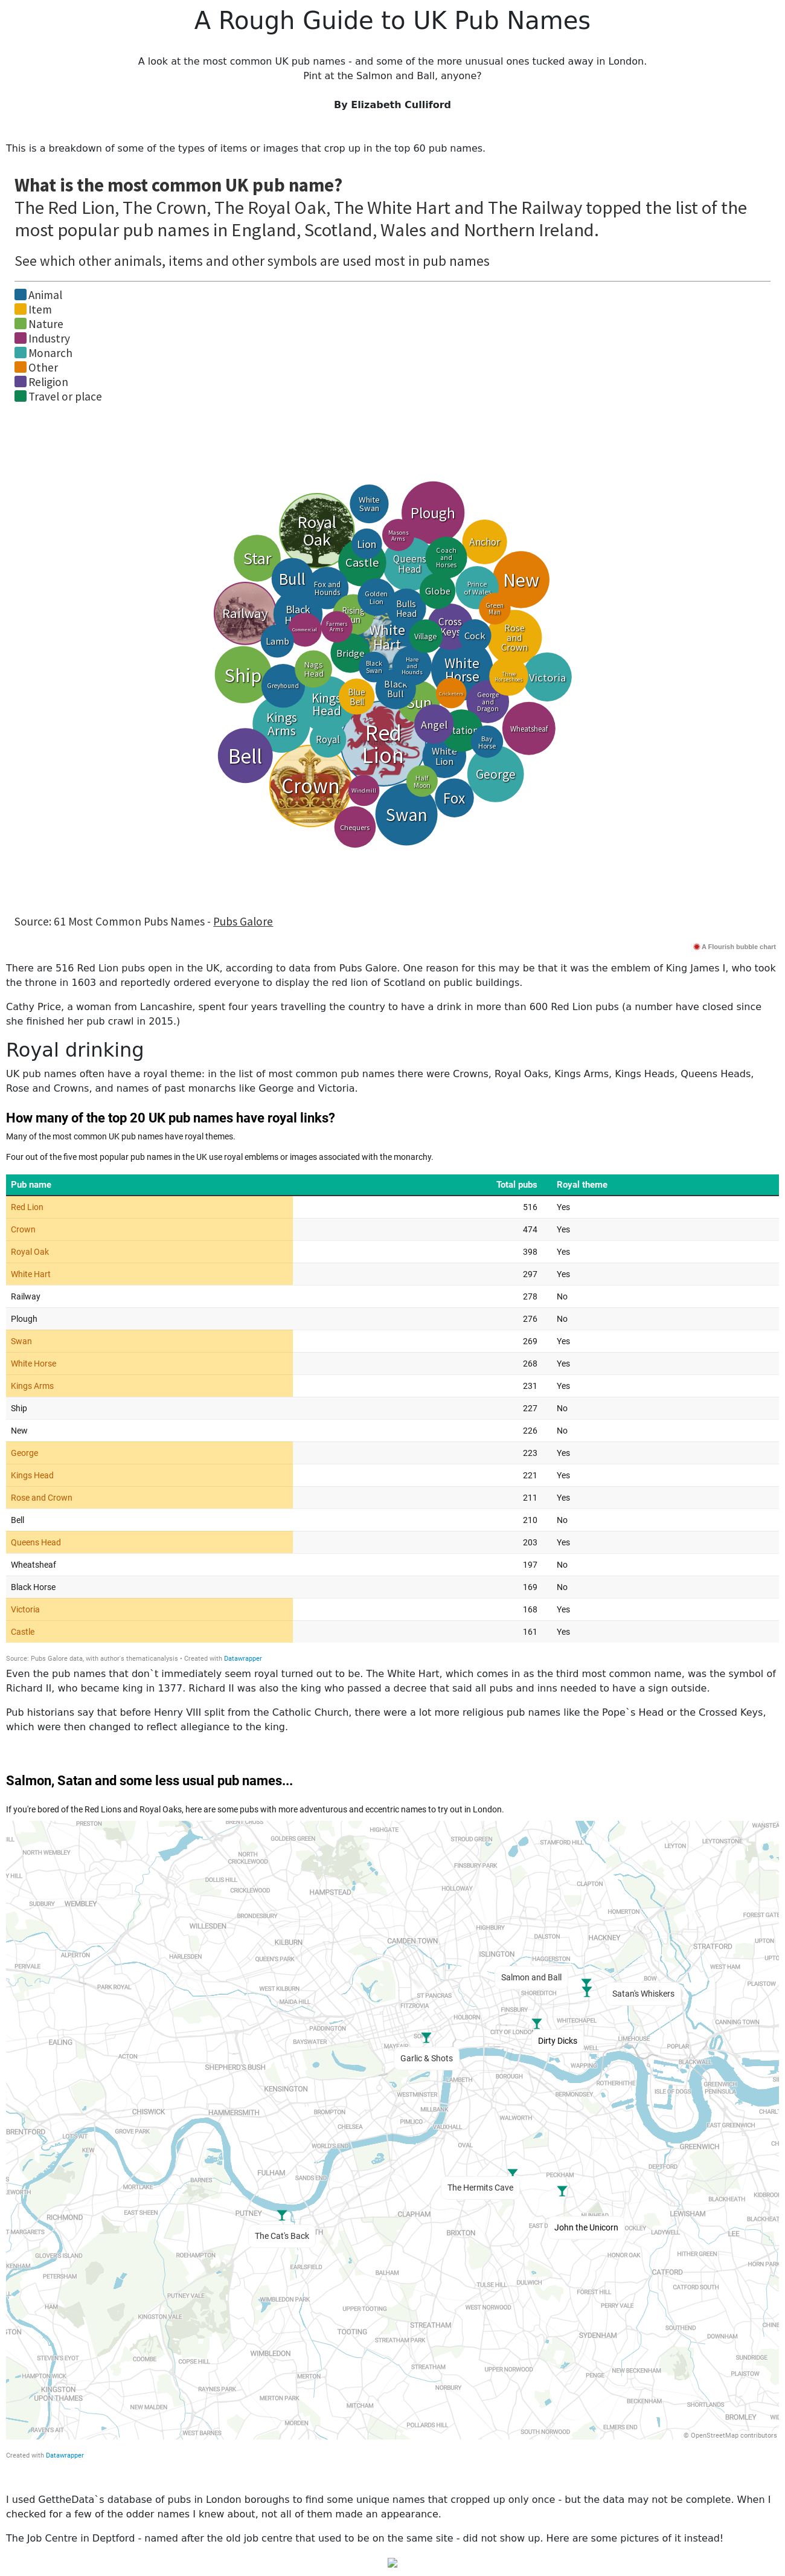 A Rough Guide to UK Pub Names
A look at the most common UK pub names - and some of the more unusual ones tucked away in London.
Pint at the Salmon and Ball, anyone?
By Elizabeth Culliford
This is a breakdown of some of the types of items or images that crop up in the top 60 pub names.
What is the most common UK pub name?
The Red Lion, The Crown, The Royal Oak, The White Hart and The Railway topped the list of the
most popular pub names in England, Scotland, Wales and Northern Ireland.
See which other animals, items and other symbols are used most in pub names
Animal
Item
Nature
Industry
Monarch
Other
Religion
Travel or place
White
Swan
Plough
Royal
Oak
Masons
Arms
Lion
Anchor
Star
Castle
Queens
Head
Coach
and
Horses
Bull
Fox and
Hounds
Globe
Prince
of Wales
New
Golden
Lion
Bulls
Head
Green
Man
Railway
Black
Rising
Commercial
Farmers
Arms
White
Hart
Village
Cross
Keys
Cock
Rose
and
Crown
Lamb
Bridge
Black
Swan
Hare
and
Hounds
White
Horse
Three
Horseshoes
Victoria
Ship
Nags
Head
Greyhound
Black
Bull
Cricketers
Blue
Bell
Kings
Head
Sun
George
and
Dragon
Kings
Arms
Royal
Red
Lion
Angel
Station
Bay
Horse
Wheatsheaf
Bell
White
Lion
George
Crown
Windmill
Half
Moon
Fox
Swan
Chequers
Source: 61 Most Common Pubs Names - Pubs Galore
A Flourish bubble chart
There are 516 Red Lion pubs open in the UK, according to data from Pubs Galore. One reason for this may be that it was the emblem of King James I, who took
the throne in 1603 and reportedly ordered everyone to display the red lion of Scotland on public buildings.
Cathy Price, a woman from Lancashire, spent four years travelling the country to have a drink in more than 600 Red Lion pubs (a number have closed since
she finished her pub crawl in 2015.)
Royal drinking
UK pub names often have a royal theme: in the list of most common pub names there were Crowns, Royal Oaks, Kings Arms, Kings Heads, Queens Heads,
Rose and Crowns, and names of past monarchs like George and Victoria.
How many of the top 20 UK pub names have royal links?
Many of the most common UK pub names have royal themes.
Four out of the five most popular pub names in the UK use royal emblems or images associated with the monarchy.
Pub name Total pubs Royal theme
Red Lion 516 Yes
Crown 474 Yes
Royal Oak 398 Yes
White Hart 297 Yes
Railway 278 No
Plough 276 No
Swan 269 Yes
White Horse 268 Yes
Kings Arms 231 Yes
Ship 227 No
New 226 No
George 223 Yes
Kings Head 221 Yes
Rose and Crown 211 Yes
Bell 210 No
Queens Head 203 Yes
Wheatsheaf 197 No
Black Horse 169 No
Victoria 168 Yes
Castle 161 Yes
Source: Pubs Galore data, with author's thematicanalysis • Created with Datawrapper
Even the pub names that don`t immediately seem royal turned out to be. The White Hart, which comes in as the third most common name, was the symbol of
Richard II, who became king in 1377. Richard II was also the king who passed a decree that said all pubs and inns needed to have a sign outside.
Pub historians say that before Henry VIII split from the Catholic Church, there were a lot more religious pub names like the Pope`s Head or the Crossed Keys,
which were then changed to reflect allegiance to the king.
Salmon, Satan and some less usual pub names...
If you're bored of the Red Lions and Royal Oaks, here are some pubs with more adventurous and eccentric names to try out in London.
PRESTON
HIGHGATE
GOLDERS GREEN
STROUD GREEN
STAMFORD HILL
LEYTONSTONE
LEYTON
NORTH WEMBLEY
NORTH
CRICKLEWOOD
FINSBURY PARK
DOLLIS HILL
CRICKLEWOOD
HAMPSTEAD
HOLLOWAY
CLAPTON
SUDBURY
WEMBLEY
HOMERTON
BRONDESBURY
WILLESDEN
HIGHBURY
FOREST GATE
KILBURN
CAMDEN TOWN
DALSTON
HACKNEY
STRATFORD
UPTON
ALPERTON
HARLESDEN
QUEEN'S PARK
ISLINGTON
HAGGERSTON
WEST HAM
PERIVALE
PARK ROYAL
WEST KILBURN
MAIDA HILL
Salmon and Ball
BOW
PLAISTOW
ST PANCRAS
FITZROVIA
SHOREDITCH
Satan's Whiskers
FINSBURY
HOLBORN
WHITECHAPEL
CANNING TOWN
PADDINGTON
CITY OF LONDON
LIMEHOUSE
Dirty Dicks
EALING
BAYSWATER
POPLAR
ACTON
Garlic & Shots
WAPPING
BLACKWALL
SHEPHERD'S BUSH
LAMBETH
BOROUGH
ROTHERHITHE
KENSINGTON
WESTMINSTER
BERMONDSEY
ISLE OF DOGS
GREENWICH
PENINSULA
CHISWICK
HAMMERSMITH
BROMPTON
MILLBANK
PIMLICO
WALWORTH
CHELSEA
VAUXHALL
EAST GREENWICH
BRENTFORD
GROVE PARK
KEW
WORLD'S END
OVAL
GREENWICH
DEPTFORD
FULHAM
SANDS END
The Hermits Cave
PECKHAM
BARNES
MORTLAKE
BLACKHEATH
RICHMOND
EAST SHEEN
PUTNEY
CLAPHAM
BRIXTON
John the Unicorn
LEWISHAM
LADYWELL
LEE
The Cat's Back
ROEHAMPTON
HONOR OAK
HITHER GREEN
PETERSHAM
EARLSFIELD
BALHAM
CATFORD
TULSE HILL
DULWICH
CATFORD SOUTH
PUTNEY VALE
WIMBLEDON PARK
FOREST HILL
HAM
UPPER TOOTING
WEST NORWOOD
PERRY VALE
KINGSTON VALE
STREATHAM
TOOTING
STREATHAM PARK
SYDENHAM
SOUTHEND
DOWNHAM
COOMBE
COPSE HILL
WIMBLEDON
STREATHAM
UPPER NORWOOD
NEW BECKENHAM
PENGE
PLAISTOW
KINGSTON
UPON THAMES
RAYNES PARK
MERTON
MERTON PARK
NORBURY
BECKENHAM
SHORTLANDS
NEW MALDEN
MITCHAM
MORDEN
POLLARDS HILL
BROMLEY
WEST BARNES
SOUTH NORWOOD
ELMERS END
© OpenStreetMap contributors
Created with Datawrapper
I used GettheData`s database of pubs in London boroughs to find some unique names that cropped up only once - but the data may not be complete. When I
checked for a few of the odder names I knew about, not all of them made an appearance.
The Job Centre in Deptford - named after the old job centre that used to be on the same site - did not show up. Here are some pictures of it instead!